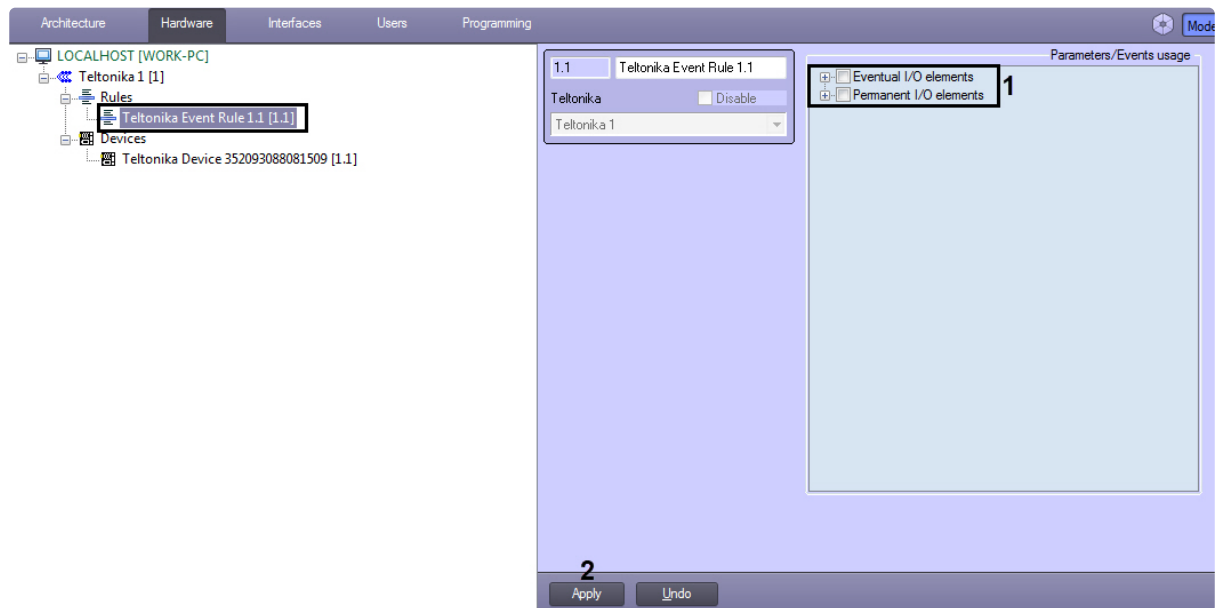 Architecture Hardware Interfaces Users Programming Mode
LOCALHOST [WORK-PC]
Teltonika 1 [1]
Rules
Teltonika Event Rule 1.1 [1.1]
Devices
Teltonika Device 352093088081509 [1.1]
1.1 Teltonika Event Rule 1.1
Teltonika Disable
Teltonika 1
Parameters/Events usage
Eventual I/O elements
Permanent I/O elements
1
2
Apply Undo